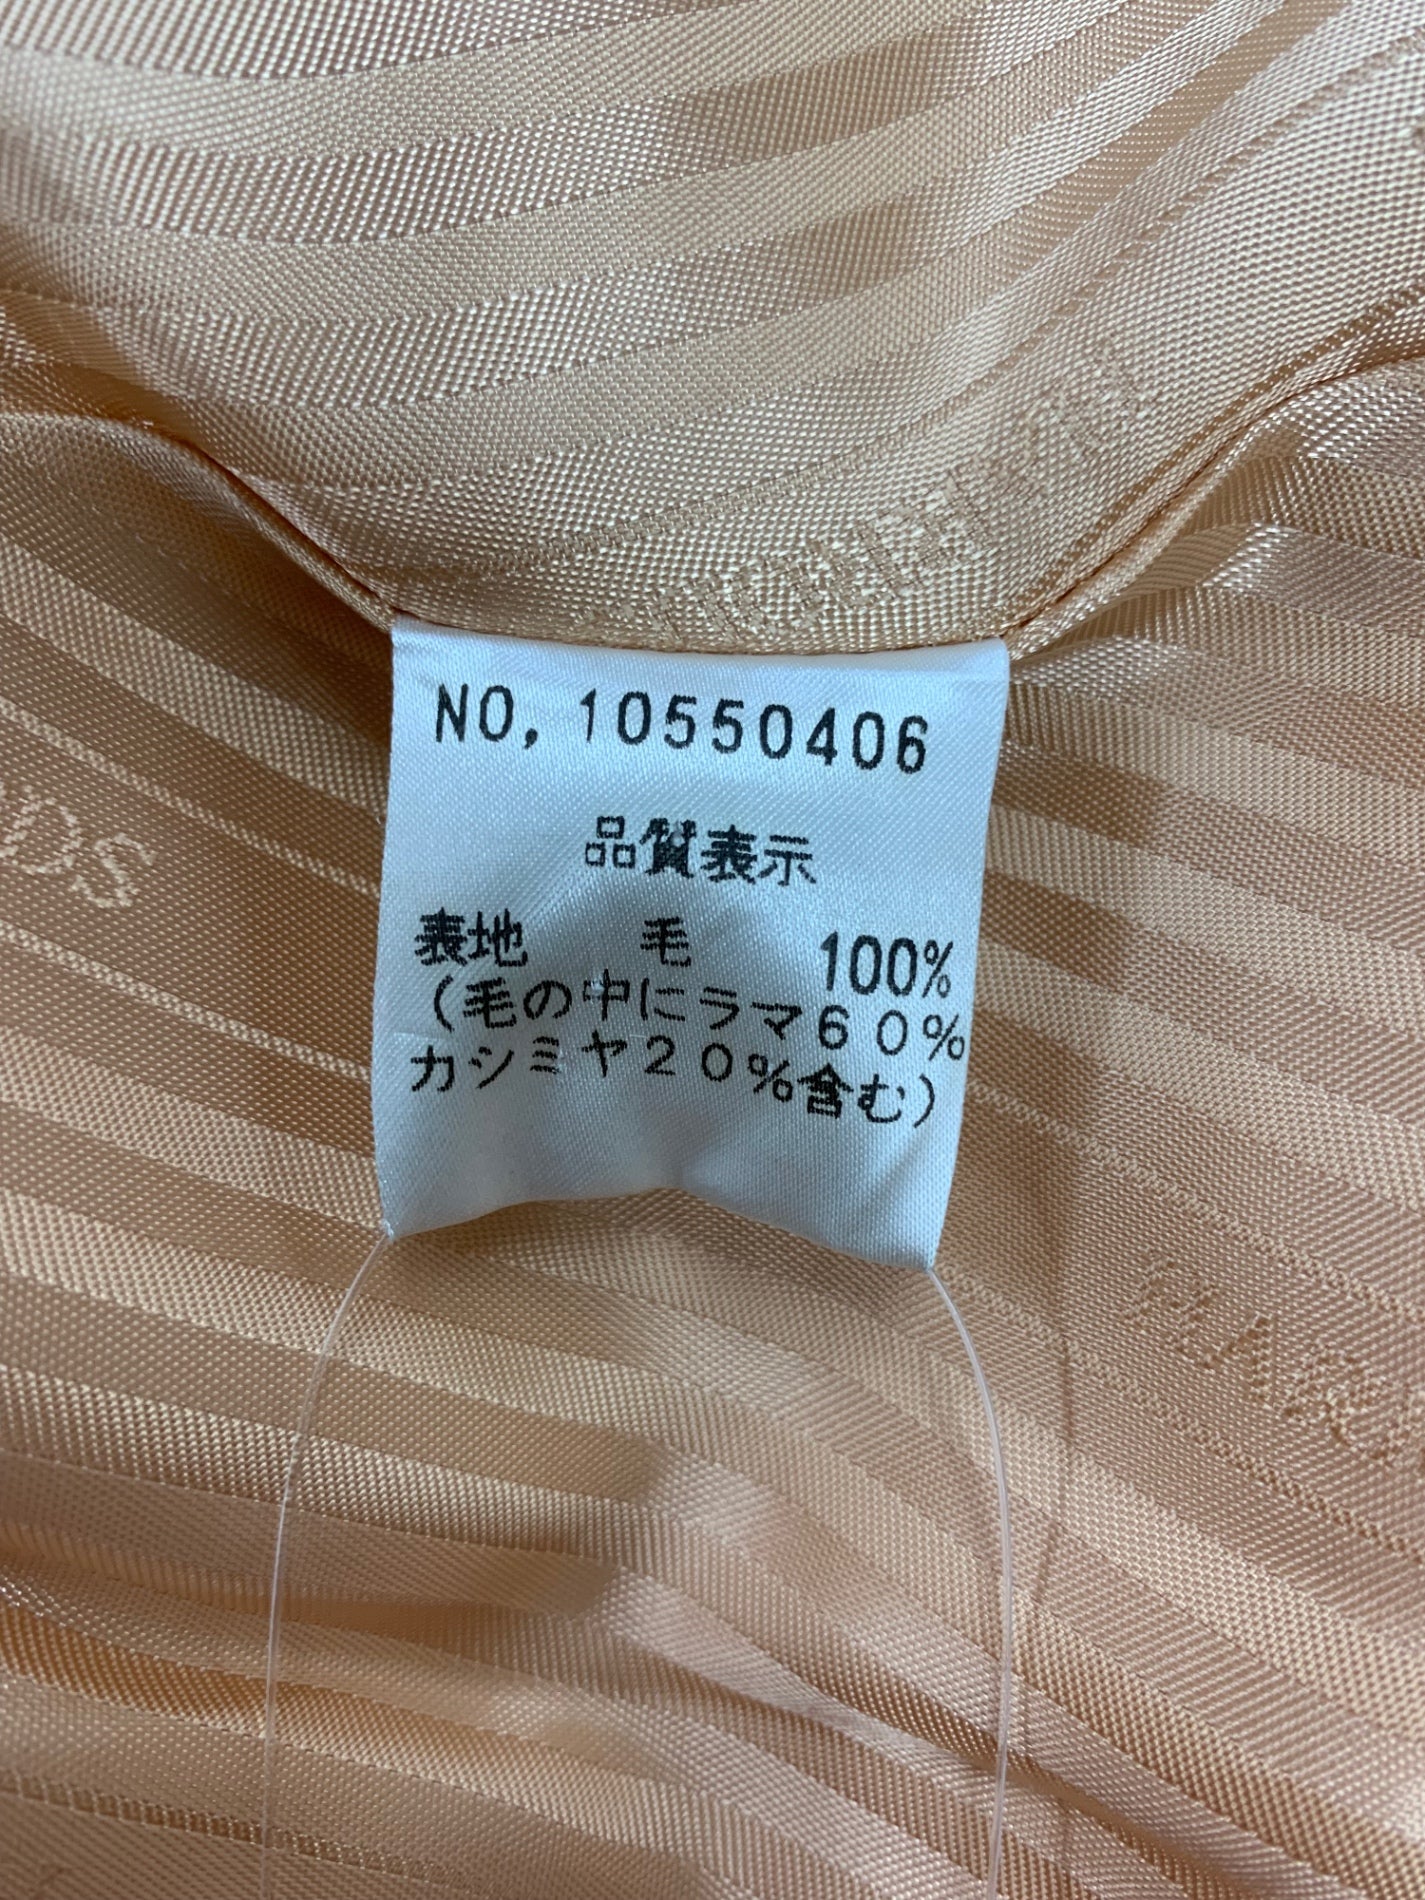 NO, 10550406
品質表示
表地 毛 100%
(毛の中にラマ60%
カシミヤ20%含む)